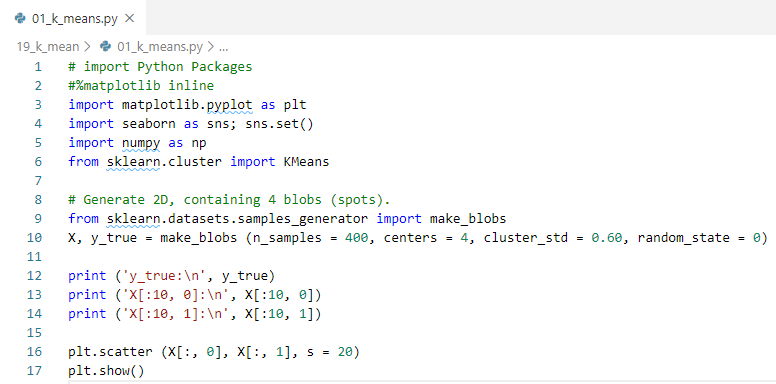 01_k_means.py
19_k_mean > 01_k_means.py > ...
1 # import Python Packages
2 #%matplotlib inline
3 import matplotlib.pyplot as plt
4 import seaborn as sns; sns.set()
5 import numpy as np
6 from sklearn.cluster import KMeans
7
8 # Generate 2D, containing 4 blobs (spots).
9 from sklearn.datasets.samples_generator import make_blobs
10 X, y_true = make_blobs (n_samples = 400, centers = 4, cluster_std = 0.60, random_state = 0)
11
12 print ('y_true:\n', y_true)
13 print ('X[:10, 0]:\n', X[:10, 0])
14 print ('X[:10, 1]:\n', X[:10, 1])
15
16 plt.scatter (X[:, 0], X[:, 1], s = 20)
17 plt.show()